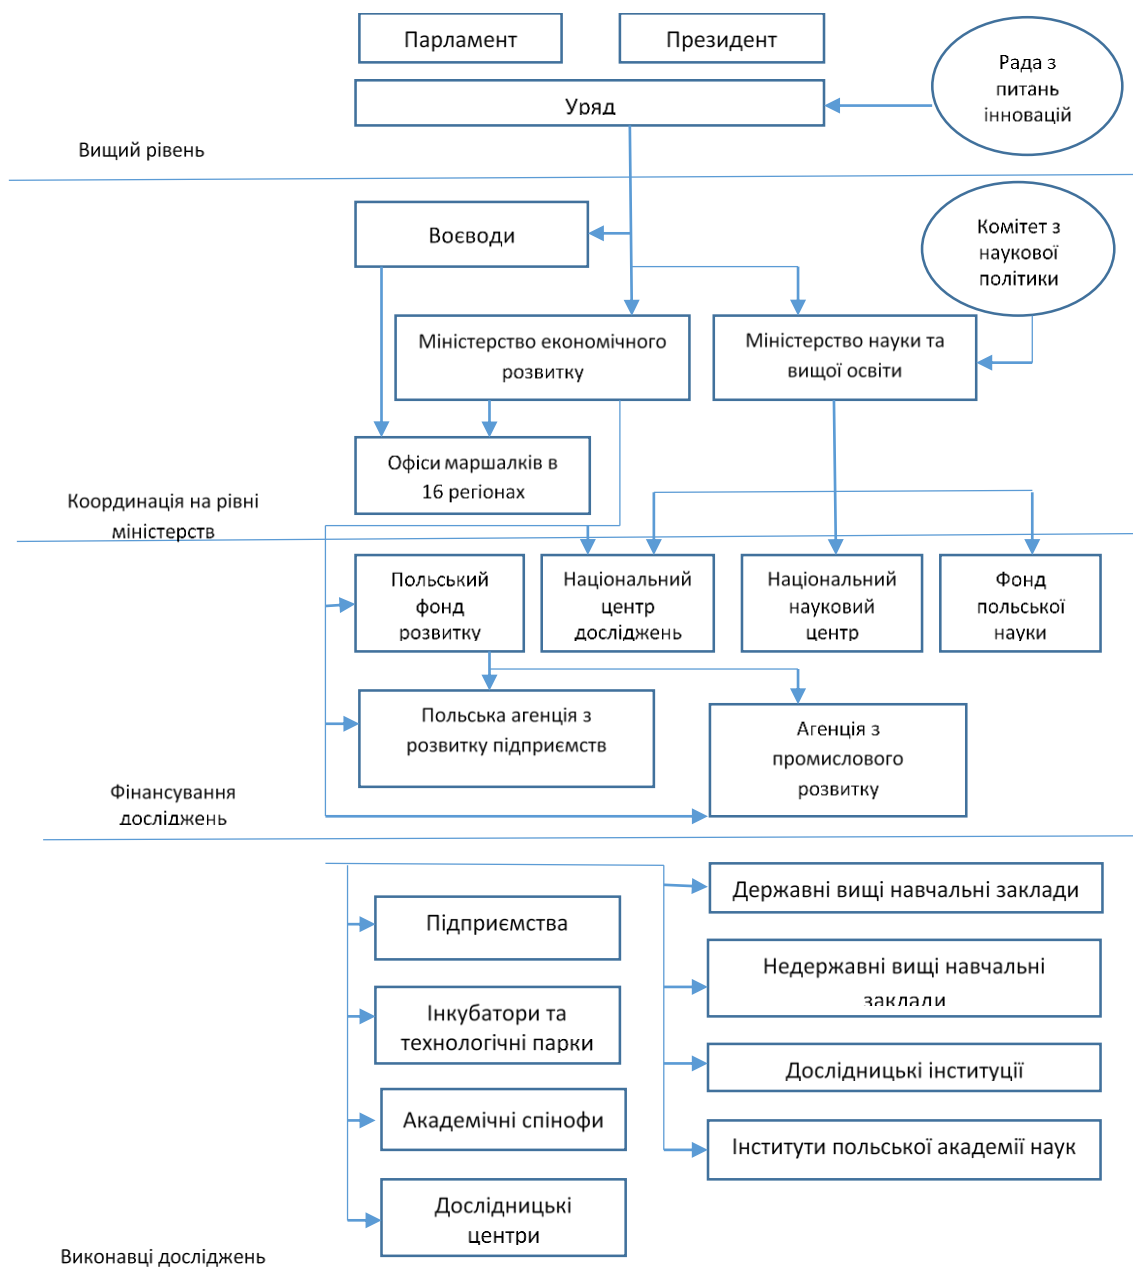 Парламент
Президент
Рада з
питань
інновацій
Уряд
Вищий рівень
Воєводи
Комітет з
наукової
політики
Міністерство економічного
розвитку
Міністерство науки та
вищої освіти
Офіси маршалків в
16 регіонах
Координація на рівні
міністерств
Польський
фонд
розвитку
Національний
центр
досліджень
Національний
науковий
центр
Фонд
польської
науки
Польська агенція з
розвитку підприємств
Агенція з
промислового
розвитку
Фінансування
досліджень
Державні вищі навчальні заклади
Підприємства
Недержавні вищі навчальні
заклади
Інкубатори та
технологічні парки
Дослідницькі інституції
Академічні спінофи
Інститути польської академії наук
Дослідницькі
центри
Виконавці досліджень